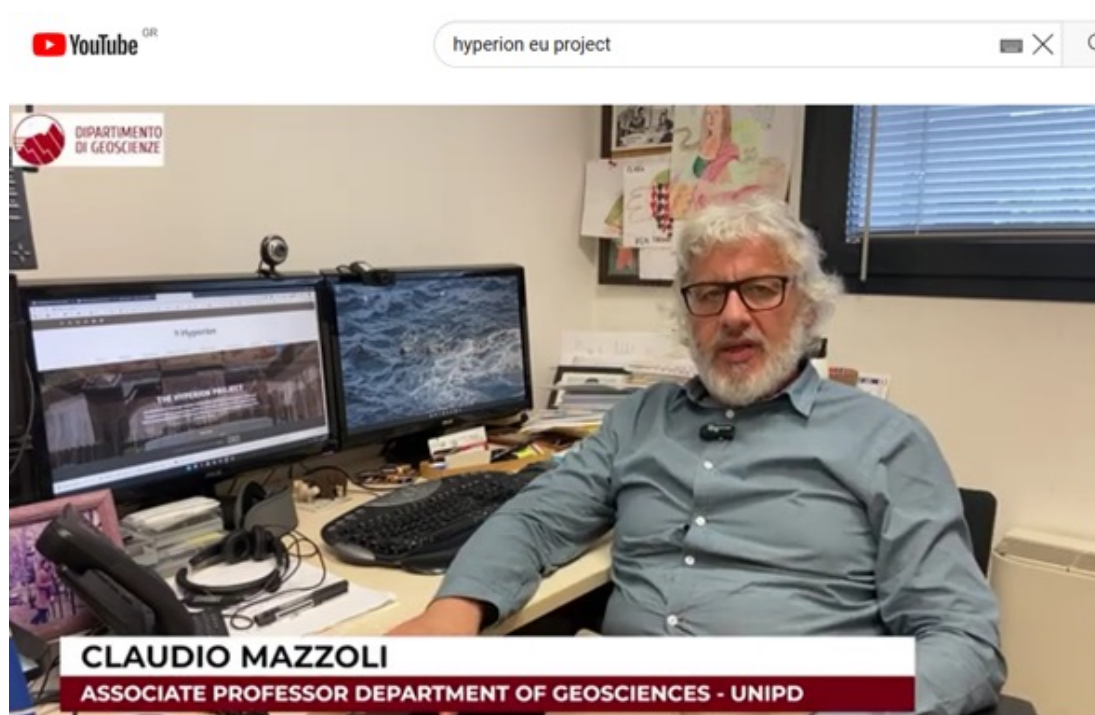 YouTube GR
hyperion eu project
DIPARTIMENTO
DI GEOSCIENZE
Hyperion
THE HYPERION PROJECT
CLAUDIO MAZZOLI
ASSOCIATE PROFESSOR DEPARTMENT OF GEOSCIENCES - UNIPD